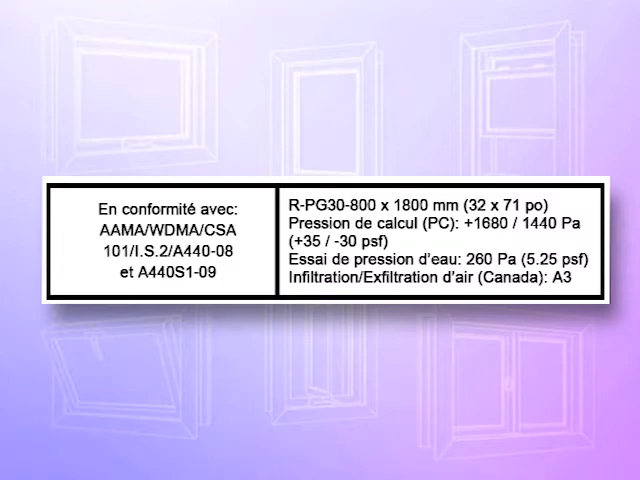 En conformité avec:
AAMA/WDMA/CSA
101/I.S.2/A440-08
et A440S1-09
R-PG30-800 x 1800 mm (32 x 71 po)
Pression de calcul (PC): +1680 / 1440 Pa
(+35 / -30 psf)
Essai de pression d'eau: 260 Pa (5.25 psf)
Infiltration/Exfiltration d'air (Canada): A3